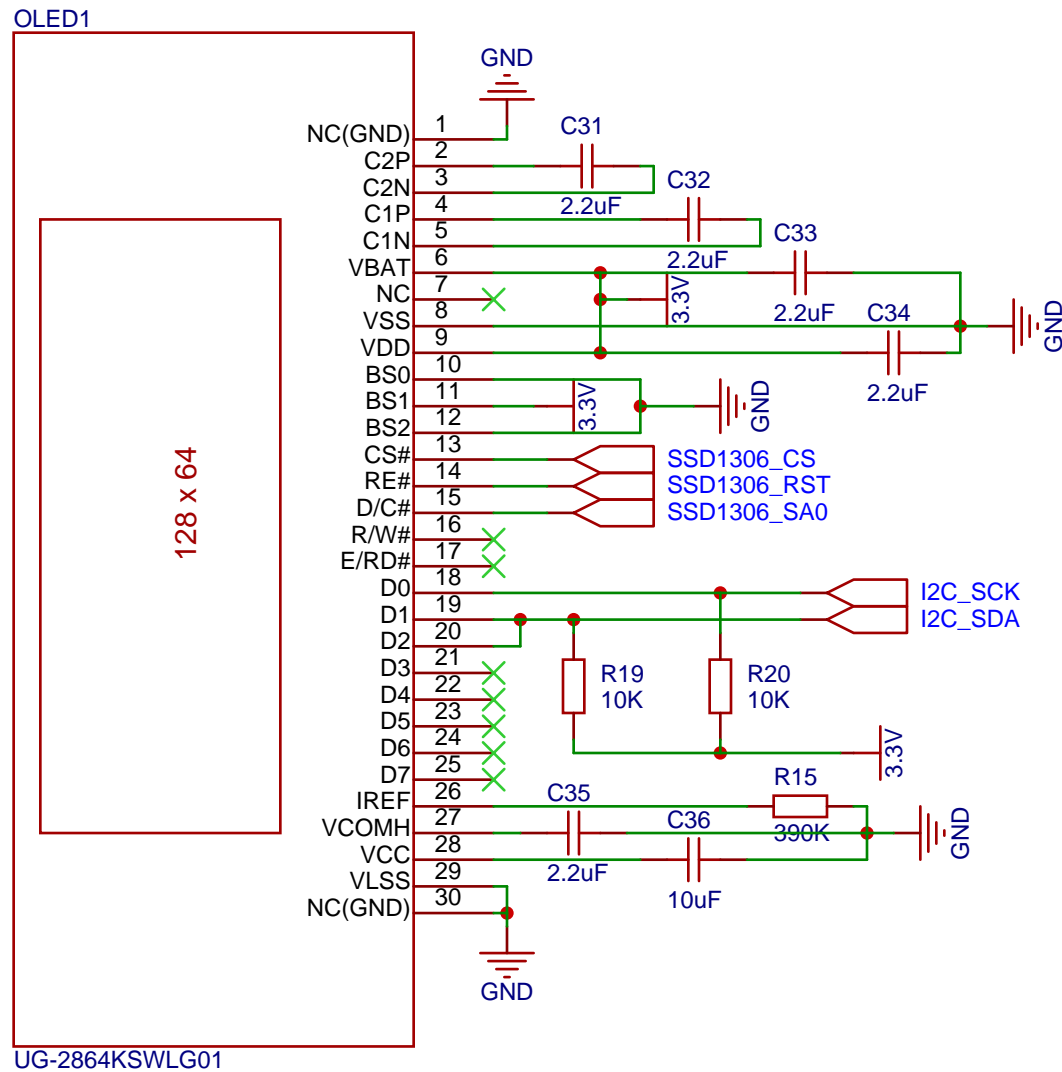 OLED1
GND
NC(GND) 1
C2P 2
C31
C2N 3
2.2uF
C32
C1P 4
C1N 5
2.2uF
C33
VBAT 6
NC 7
3.3V
2.2uF
C34
VSS 8
GND
VDD 9
2.2uF
BS0 10
BS1 11
3.3V
GND
BS2 12
CS# 13 SSD1306_CS
RE# 14 SSD1306_RST
D/C# 15 SSD1306_SA0
128 x 64
R/W# 16
E/RD# 17
D0 18 I2C_SCK
D1 19 I2C_SDA
D2 20
D3 21
R19
10K
R20
10K
D4 22
D5 23
D6 24
3.3V
D7 25
IREF 26
C35
R15
390K
VCOMH 27
2.2uF
C36
GND
VCC 28
10uF
VLSS 29
NC(GND) 30
GND
UG-2864KSWLG01